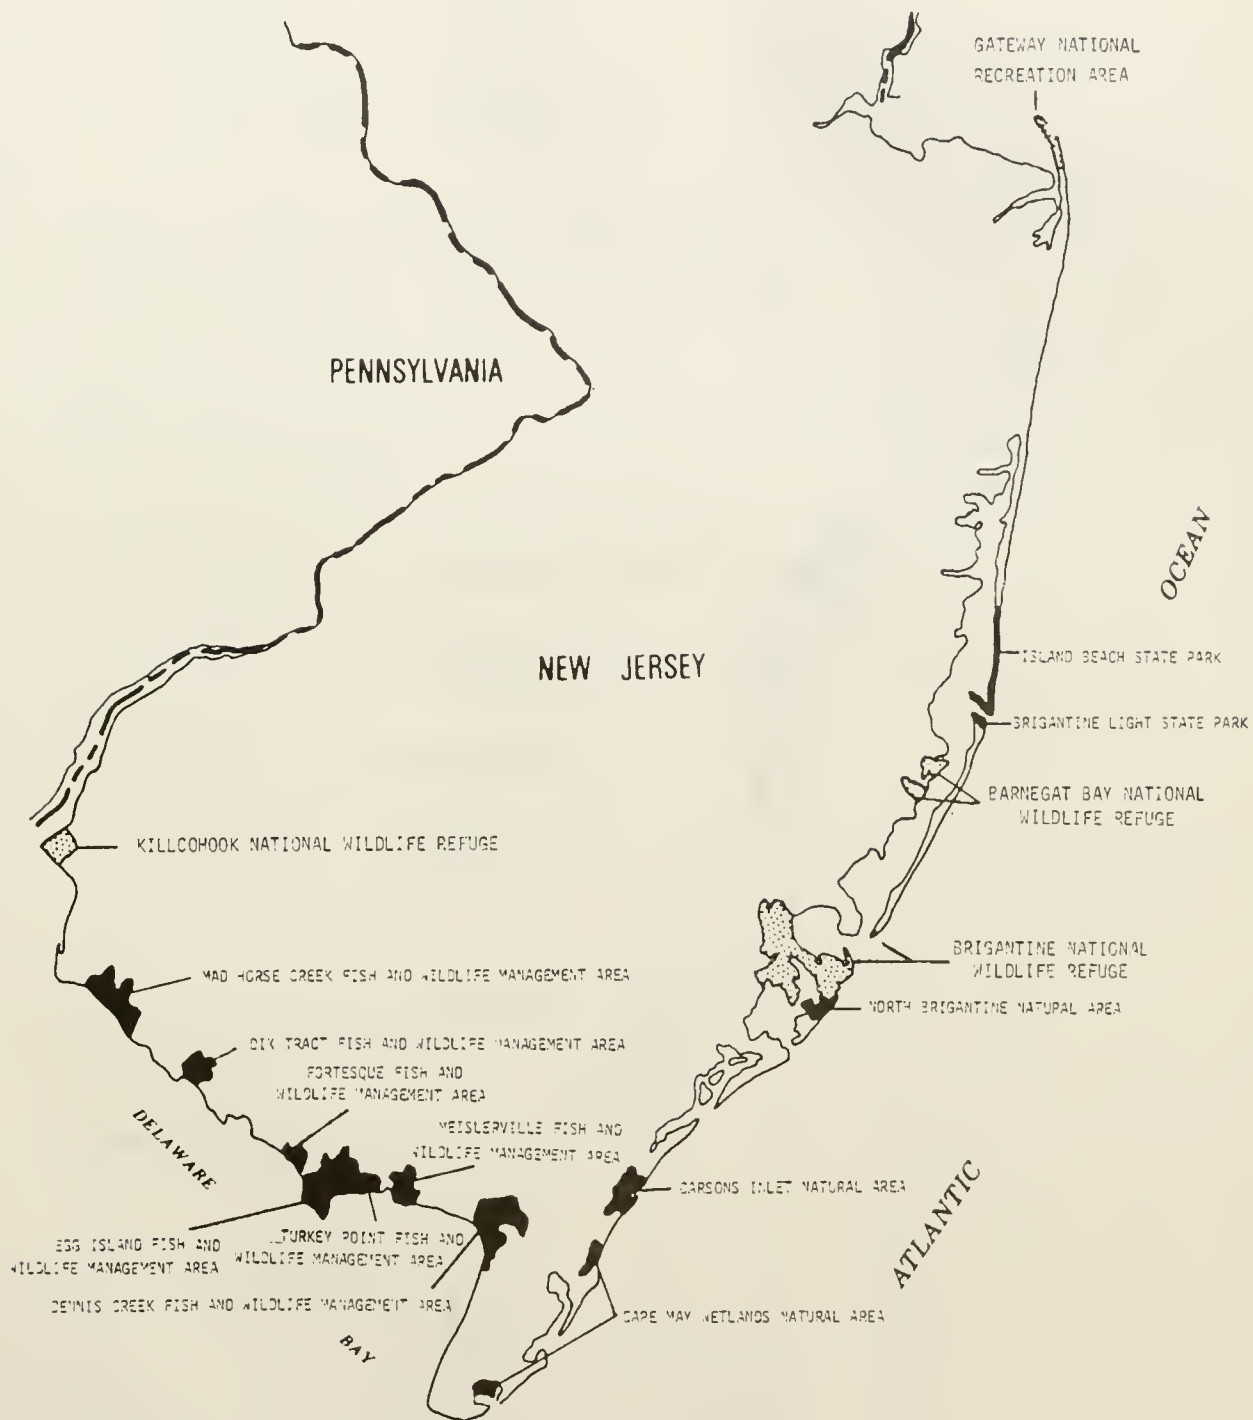 GATEWAY NATIONAL
RECREATION AREA
PENNSYLVANIA
OCEAN
NEW JERSEY
ISLAND BEACH STATE PARK
BRIGANTINE LIGHT STATE PARK
BARNEGAT BAY NATIONAL
WILDLIFE REFUGE
KILLCOHOOK NATIONAL WILDLIFE REFUGE
BRIGANTINE NATIONAL
WILDLIFE REFUGE
MAD HORSE CREEK FISH AND WILDLIFE MANAGEMENT AREA
NORTH BRIGANTINE NATURAL AREA
DIX TRACT FISH AND WILDLIFE MANAGEMENT AREA
FORTESQUE FISH AND
WILDLIFE MANAGEMENT AREA
DELAWARE
HEISLERVILLE FISH AND
WILDLIFE MANAGEMENT AREA
CARSONS INLET NATURAL AREA
ATLANTIC
EGG ISLAND FISH AND
WILDLIFE MANAGEMENT AREA
TURKEY POINT FISH AND
WILDLIFE MANAGEMENT AREA
DENNIS CREEK FISH AND WILDLIFE MANAGEMENT AREA
CAPE MAY WETLANDS NATURAL AREA
BAY